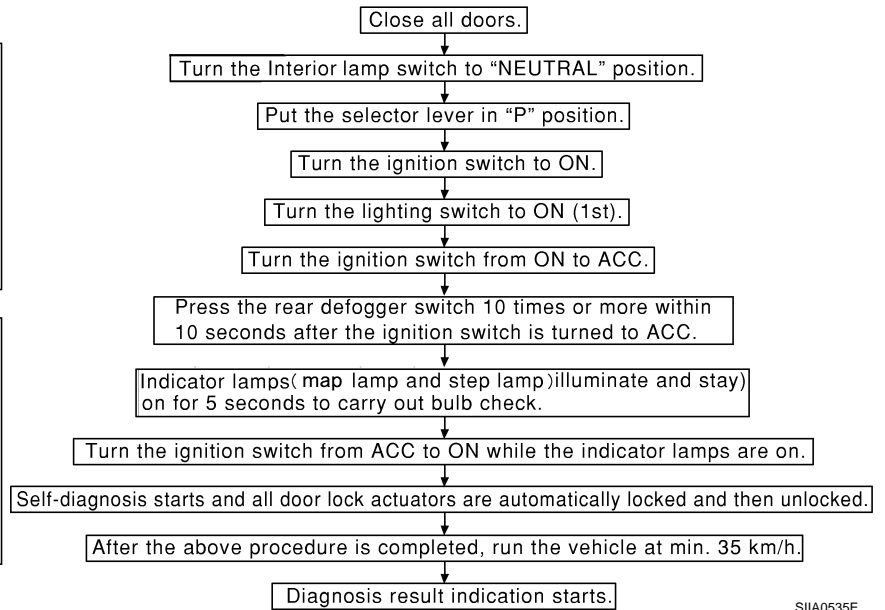 Close all doors.
Turn the Interior lamp switch to “NEUTRAL” position.
Put the selector lever in “P” position.
Turn the ignition switch to ON.
Turn the lighting switch to ON (1st).
Turn the ignition switch from ON to ACC.
Press the rear defogger switch 10 times or more within
10 seconds after the ignition switch is turned to ACC.
Indicator lamps( map lamp and step lamp)illuminate and stay)
on for 5 seconds to carry out bulb check.
Turn the ignition switch from ACC to ON while the indicator lamps are on.
Self-diagnosis starts and all door lock actuators are automatically locked and then unlocked.
After the above procedure is completed, run the vehicle at min. 35 km/h.
Diagnosis result indication starts.
SIIA0535E